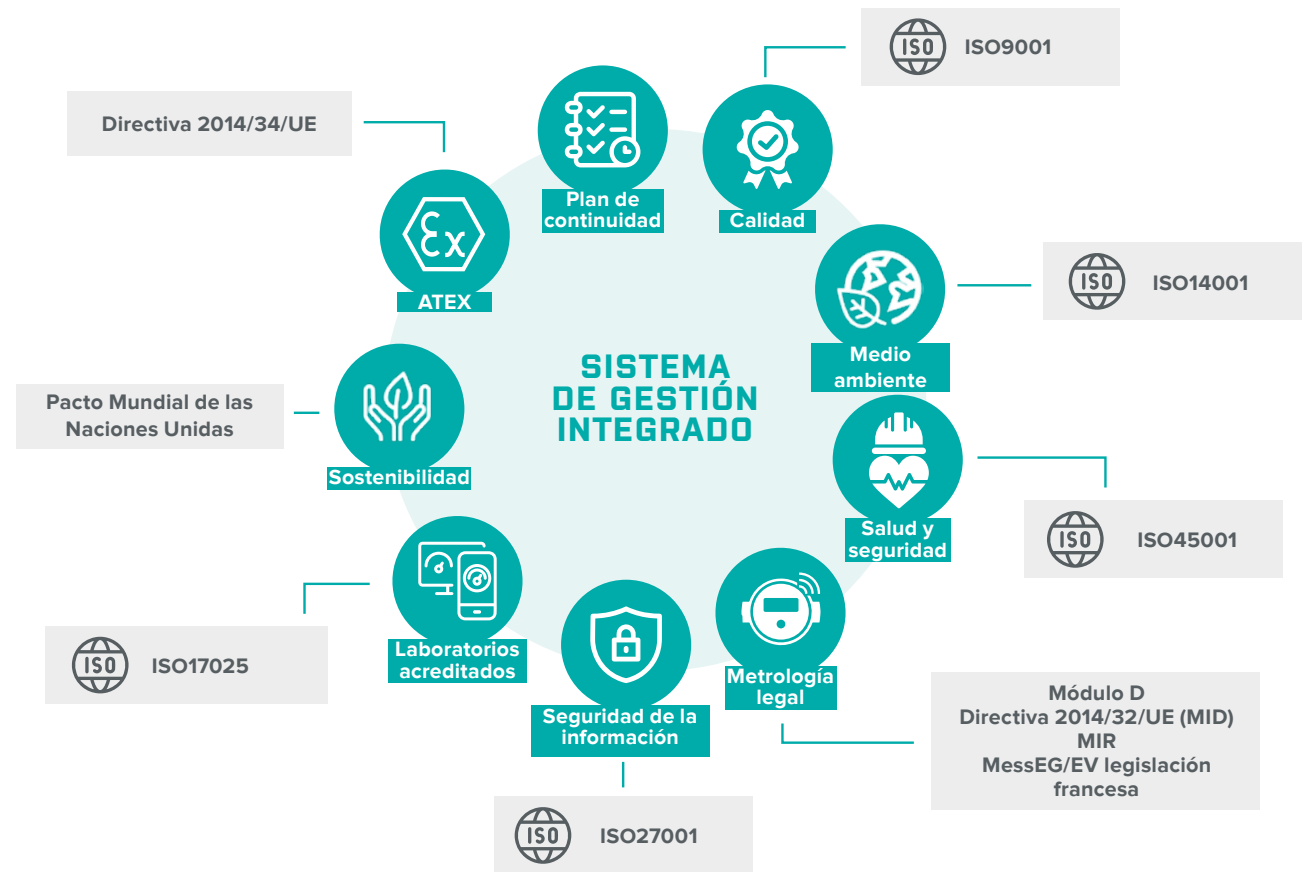 ISO
ISO9001
Directiva 2014/34/UE
Plan de
continuidad
Calidad
Ex
ATEX
ISO
ISO14001
Medio
ambiente
SISTEMA
DE GESTIÓN
INTEGRADO
Pacto Mundial de las
Naciones Unidas
Sostenibilidad
Salud y
seguridad
ISO
ISO45001
Laboratorios
acreditados
ISO
ISO17025
Metrología
legal
Seguridad de la
información
Módulo D
Directiva 2014/32/UE (MID)
MIR
MessEG/EV legislación
francesa
ISO
ISO27001